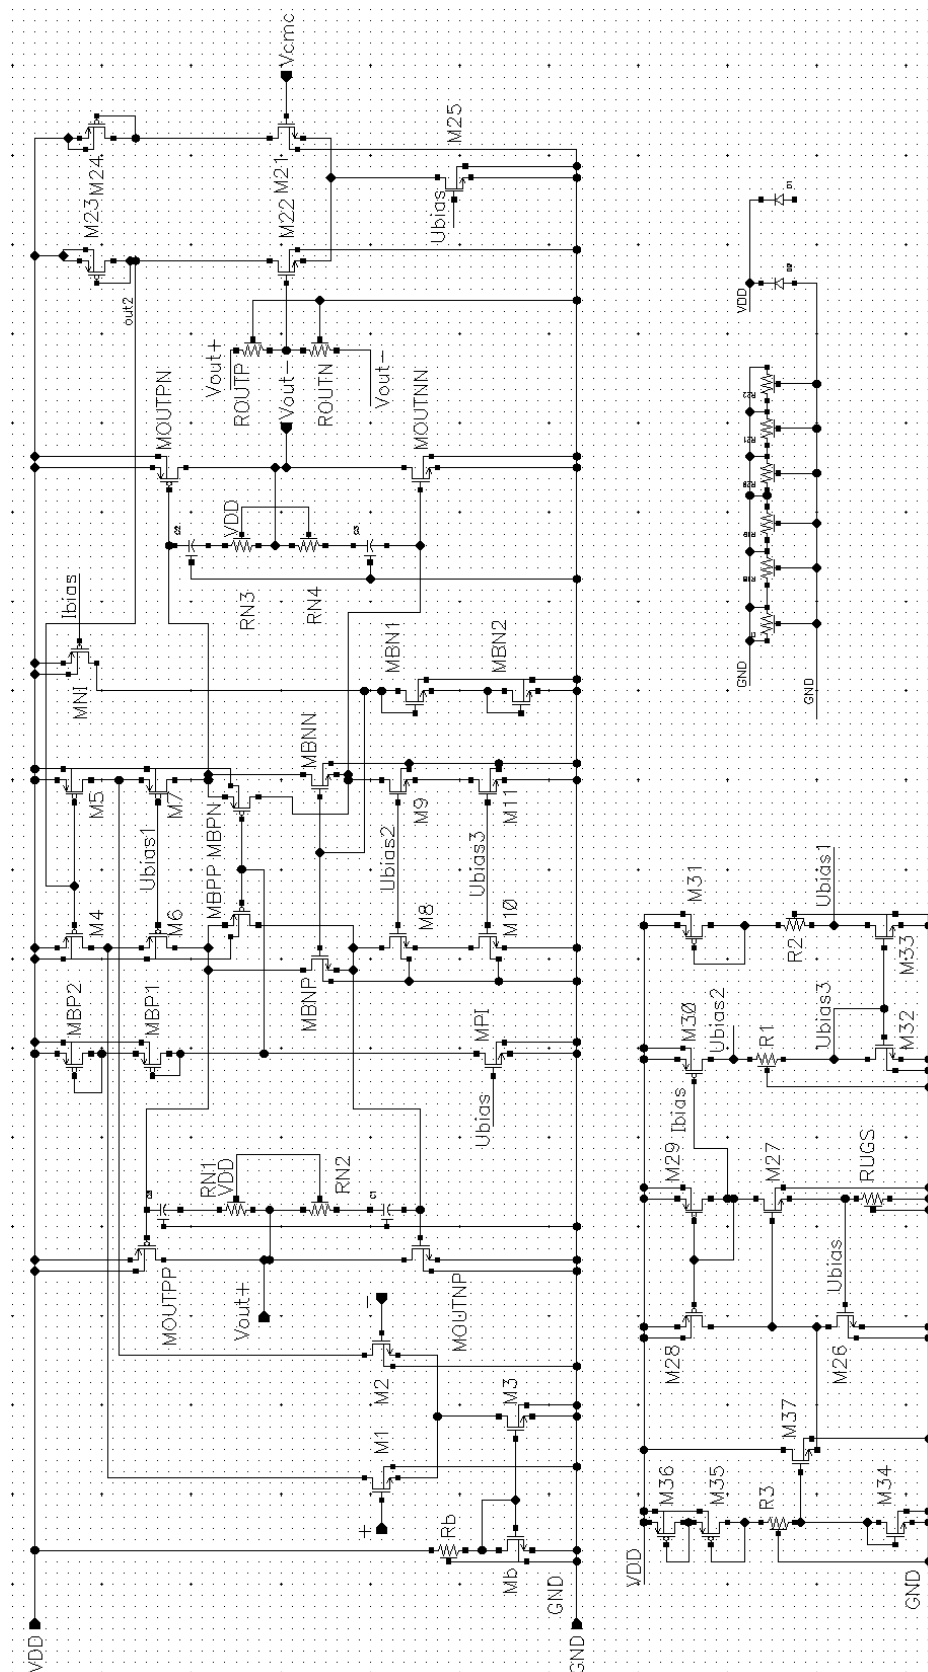 Vcmc
M24
M23
M21
M22
M25
Ubias
out2
Vout+
ROUTP
Vout-
ROUTN
Vout-
MOUTPN
MOUTNN
VDD
RN3
RN4
C3
Ibias
MNI
MBN1
MBN2
M5
M7
MBPN
MBNN
M9
M11
Ubias1
Ubias2
Ubias3
M4
M6
MBPP
MBNP
M8
M10
MBP2
MBP1
MPI
Ubias
RN1
VDD
RN2
C1
MOUTPP
Vout+
MOUTNP
-
M2
M3
M1
+
Rb
Mb
GND
VDD
GND
VDD
GND
GND
R22
R21
M31
R2
Ubias1
M33
M30
Ubias2
R1
Ubias3
M32
Ibias
M29
M27
RUGS
Ubias
M28
M26
M37
M36
M35
R3
M34
VDD
GND